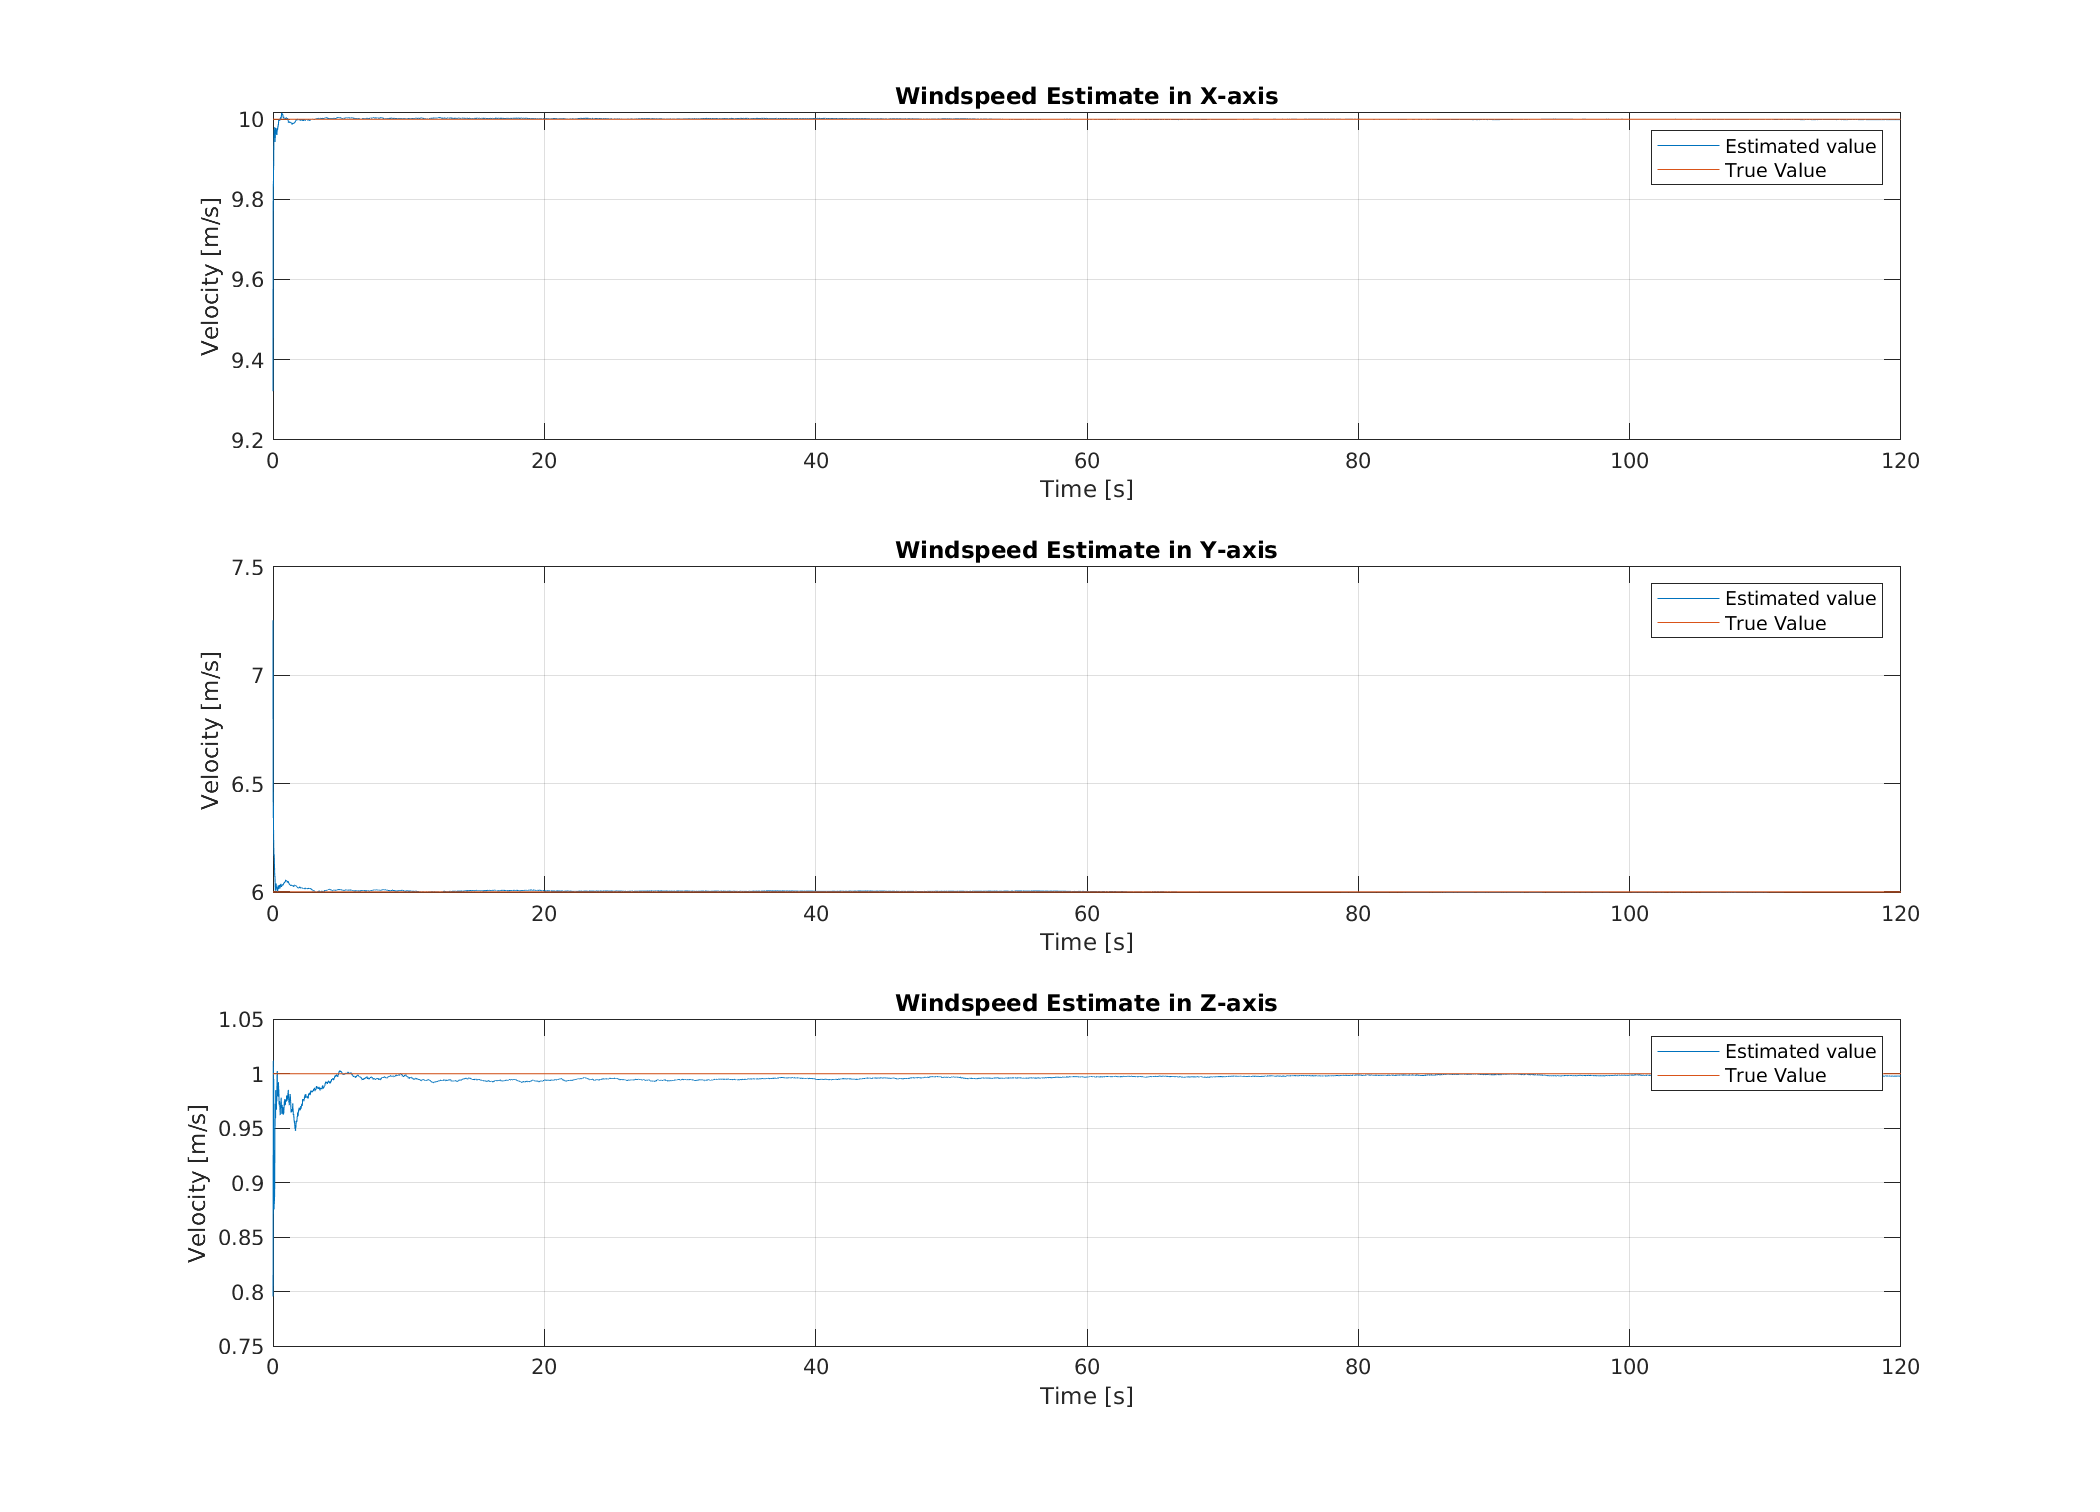 Windspeed Estimate in X-axis
10
9.8
9.6
9.4
9.2
Velocity [m/s]
Estimated value
True Value
0 20 40 60 80 100 120
Time [s]
Windspeed Estimate in Y-axis
7.5
7
6.5
6
Velocity [m/s]
Estimated value
True Value
0 20 40 60 80 100 120
Time [s]
Windspeed Estimate in Z-axis
1.05
1
0.95
0.9
0.85
0.8
0.75
Velocity [m/s]
Estimated value
True Value
0 20 40 60 80 100 120
Time [s]